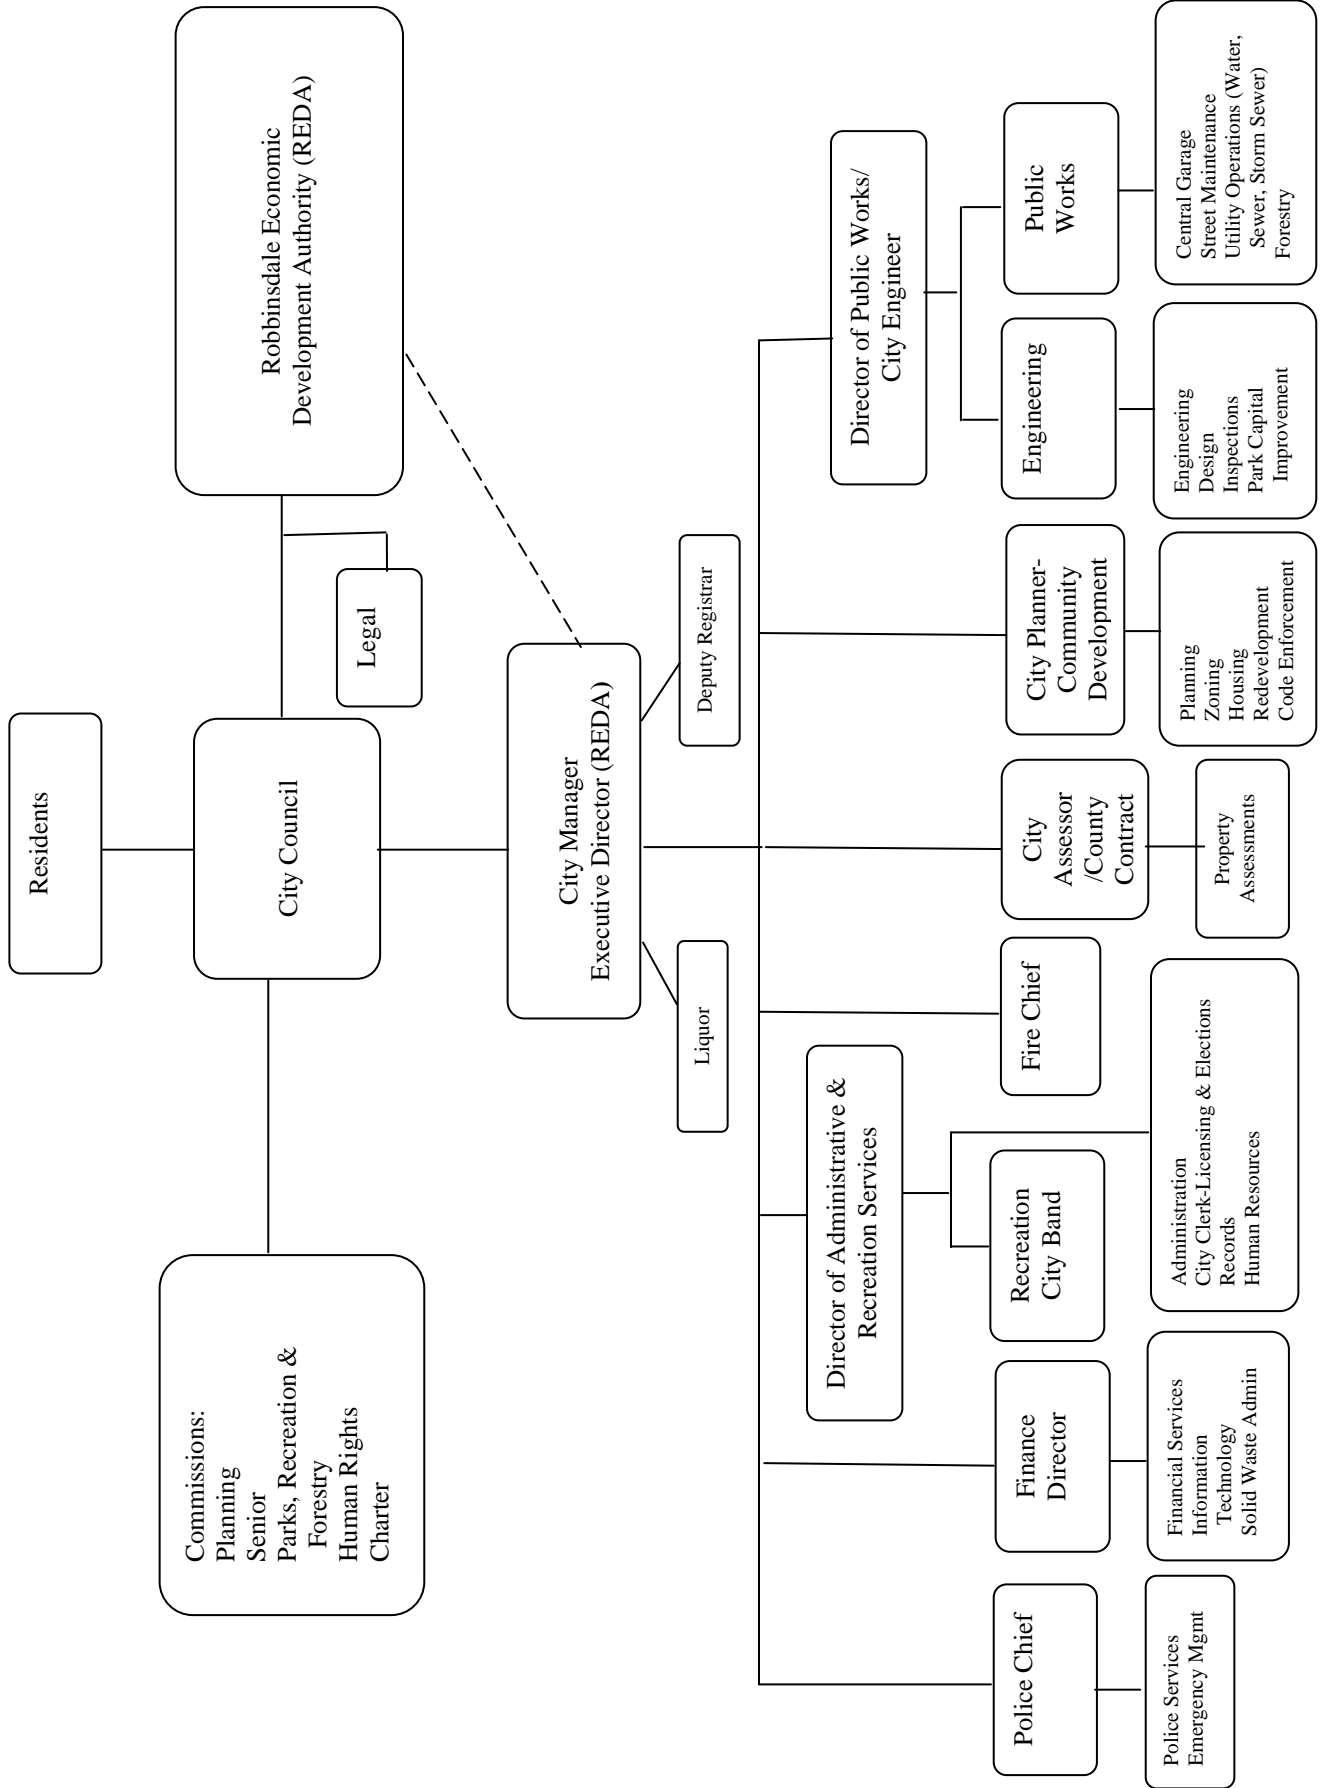 Residents
City Council
Robbinsdale Economic
Development Authority (REDA)
Legal
Commissions:
Planning
Senior
Parks, Recreation &
Forestry
Human Rights
Charter
City Manager
Executive Director (REDA)
Liquor
Deputy Registrar
Police Chief
Police Services
Emergency Mgmt
Finance
Director
Financial Services
Information
Technology
Solid Waste Admin
Director of Administrative &
Recreation Services
Recreation
City Band
Administration
City Clerk-Licensing & Elections
Records
Human Resources
Fire Chief
City
Assessor
/County
Contract
Property
Assessments
City Planner-
Community
Development
Planning
Zoning
Housing
Redevelopment
Code Enforcement
Director of Public Works/
City Engineer
Engineering
Engineering
Design
Inspections
Park Capital
Improvement
Public
Works
Central Garage
Street Maintenance
Utility Operations (Water,
Sewer, Storm Sewer)
Forestry